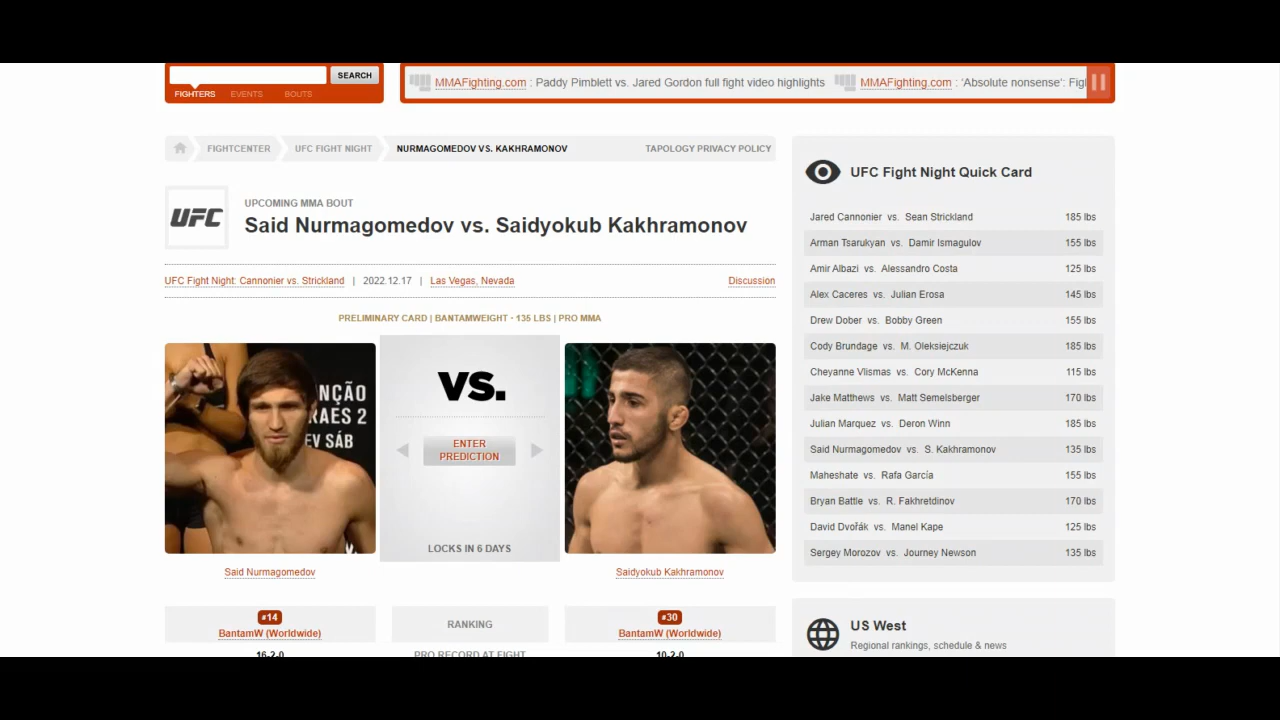 SEARCH
FIGHTERS EVENTS BOUTS
MMAFighting.com : Paddy Pimblett vs. Jared Gordon full fight video highlights MMAFighting.com : 'Absolute nonsense': Figl
FIGHTCENTER UFC FIGHT NIGHT NURMAGOMEDOV VS. KAKHRAMONOV TAPOLOGY PRIVACY POLICY
UFC
UPCOMING MMA BOUT
Said Nurmagomedov vs. Saidyokub Kakhramonov
UFC Fight Night: Cannonier vs. Strickland | 2022.12.17 | Las Vegas, Nevada Discussion
PRELIMINARY CARD | BANTAMWEIGHT · 135 LBS | PRO MMA
NÇÃO
RAES 2
EV SÁB
VS.
ENTER
PREDICTION
LOCKS IN 6 DAYS
Said Nurmagomedov
Saidyokub Kakhramonov
#14
BantamW (Worldwide)
RANKING
#30
BantamW (Worldwide)
16-2-0 PRO RECORD AT FIGHT 10-2-0
UFC Fight Night Quick Card
Jared Cannonier vs. Sean Strickland 185 lbs
Arman Tsarukyan vs. Damir Ismagulov 155 lbs
Amir Albazi vs. Alessandro Costa 125 lbs
Alex Caceres vs. Julian Erosa 145 lbs
Drew Dober vs. Bobby Green 155 lbs
Cody Brundage vs. M. Oleksiejczuk 185 lbs
Cheyanne Vlismas vs. Cory McKenna 115 lbs
Jake Matthews vs. Matt Semelsberger 170 lbs
Julian Marquez vs. Deron Winn 185 lbs
Said Nurmagomedov vs. S. Kakhramonov 135 lbs
Maheshate vs. Rafa García 155 lbs
Bryan Battle vs. R. Fakhretdinov 170 lbs
David Dvořák vs. Manel Kape 125 lbs
Sergey Morozov vs. Journey Newson 135 lbs
US West
Regional rankings, schedule & news